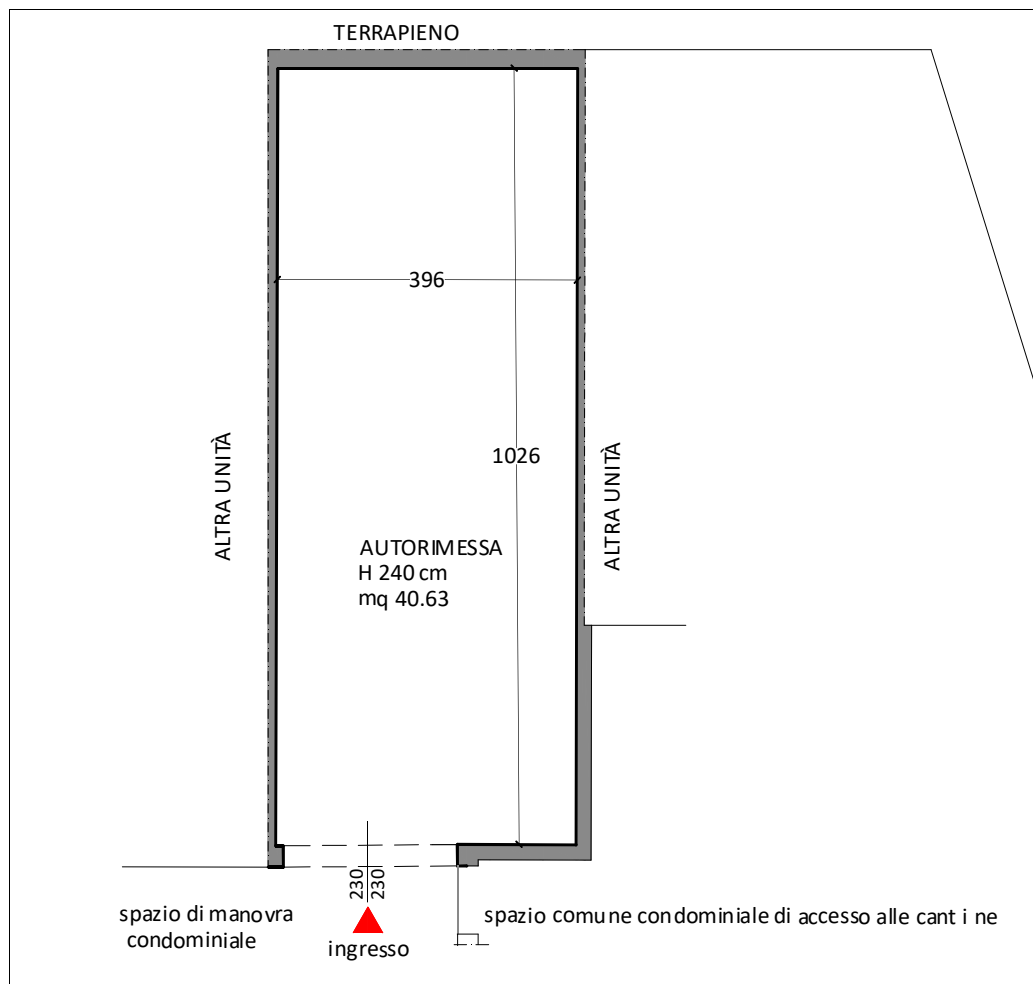 TERRAPIENO
396
1026
ALTRA UNITÀ
ALTRA UNITÀ
AUTORIMESSA
H 240 cm
mq 40.63
230
230
spazio di manovra
condominiale
ingresso
spazio comune condominiale di accesso alle cantine